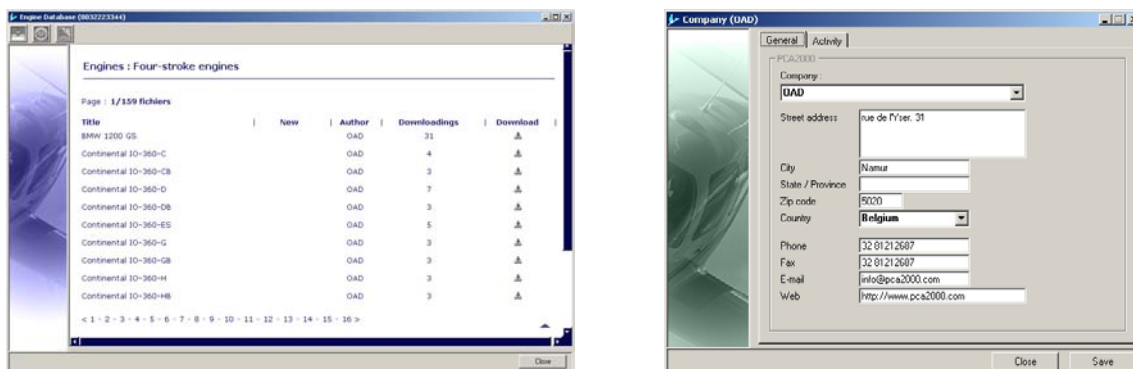 Engine Database (8032223344)
Engines : Four-stroke engines
Page : 1/159 fichiers
Title | New | Author | Downloadings | Download |
BMW 1200 GS OAD 31
Continental IO-360-C OAD 4
Continental IO-360-CB OAD 3
Continental IO-360-D OAD 7
Continental IO-360-DB OAD 3
Continental IO-360-ES OAD 5
Continental IO-360-G OAD 3
Continental IO-360-GB OAD 3
Continental IO-360-H OAD 3
Continental IO-360-HB OAD 3
< 1 - 2 - 3 - 4 - 5 - 6 - 7 - 8 - 9 - 10 - 11 - 12 - 13 - 14 - 15 - 16 >
Close
Company (OAD)
General Activity
PCA2000
Company :
OAD
Street address rue de l'Yser, 31
City Namur
State / Province
Zip code 5020
Country Belgium
Phone 32 81212687
Fax 32 81212687
E-mail info@pca2000.com
Web http://www.pca2000.com
Close Save